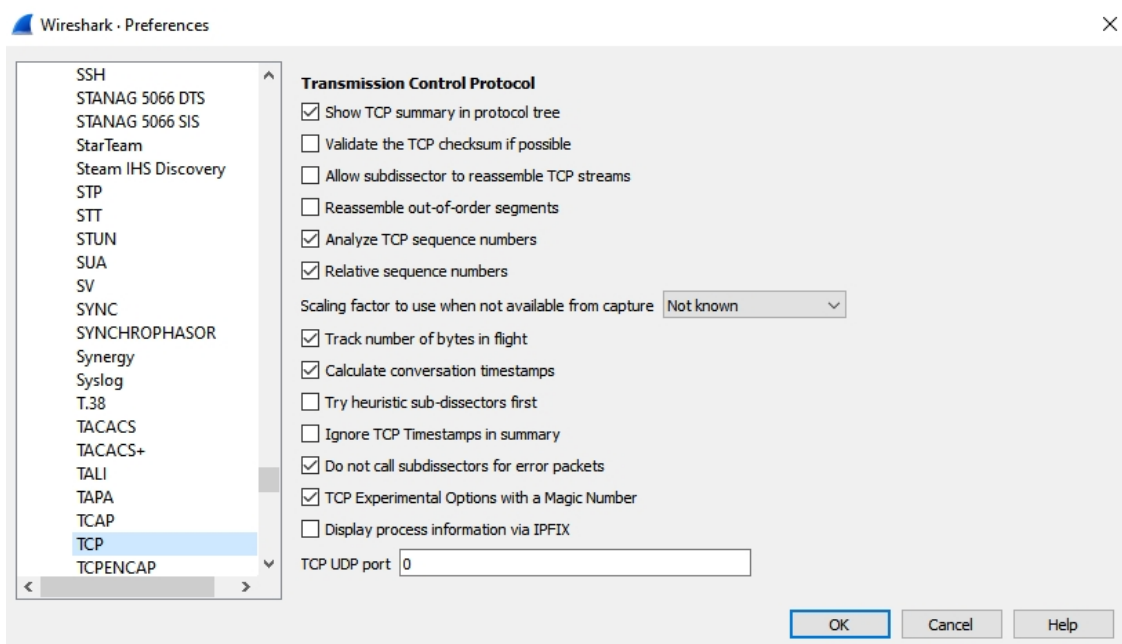 Wireshark · Preferences
SSH
STANAG 5066 DTS
STANAG 5066 SIS
StarTeam
Steam IHS Discovery
STP
STT
STUN
SUA
SV
SYNC
SYNCHROPHASOR
Synergy
Syslog
T.38
TACACS
TACACS+
TALI
TAPA
TCAP
TCP
TCPENCAP
Transmission Control Protocol
Show TCP summary in protocol tree
Validate the TCP checksum if possible
Allow subdissector to reassemble TCP streams
Reassemble out-of-order segments
Analyze TCP sequence numbers
Relative sequence numbers
Scaling factor to use when not available from capture Not known
Track number of bytes in flight
Calculate conversation timestamps
Try heuristic sub-dissectors first
Ignore TCP Timestamps in summary
Do not call subdissectors for error packets
TCP Experimental Options with a Magic Number
Display process information via IPFIX
TCP UDP port 0
OK Cancel Help